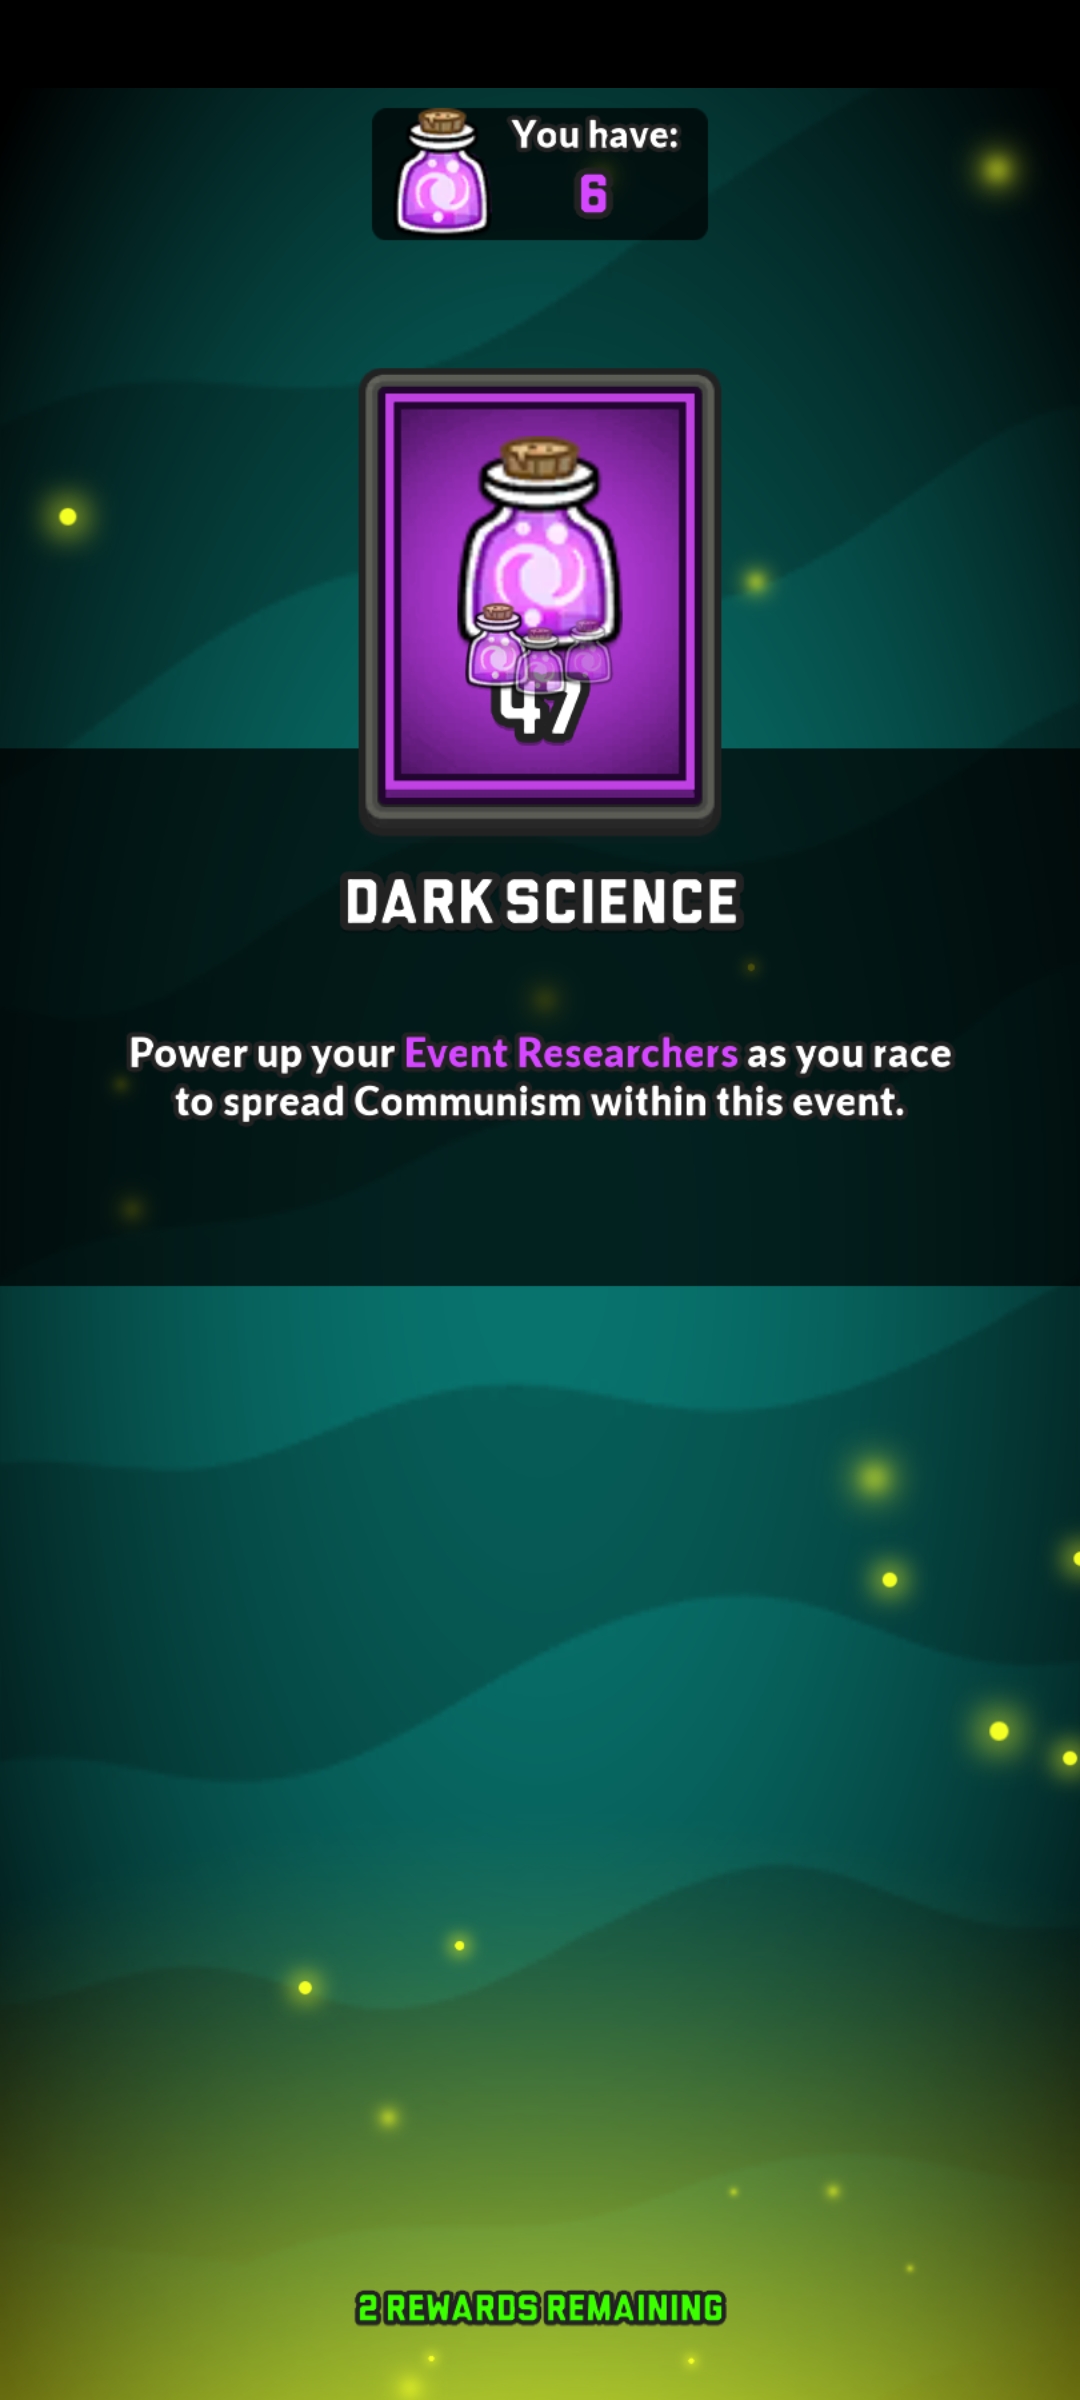 You have:
6
47
DARK SCIENCE
Power up your Event Researchers as you race
to spread Communism within this event.
2 REWARDS REMAINING